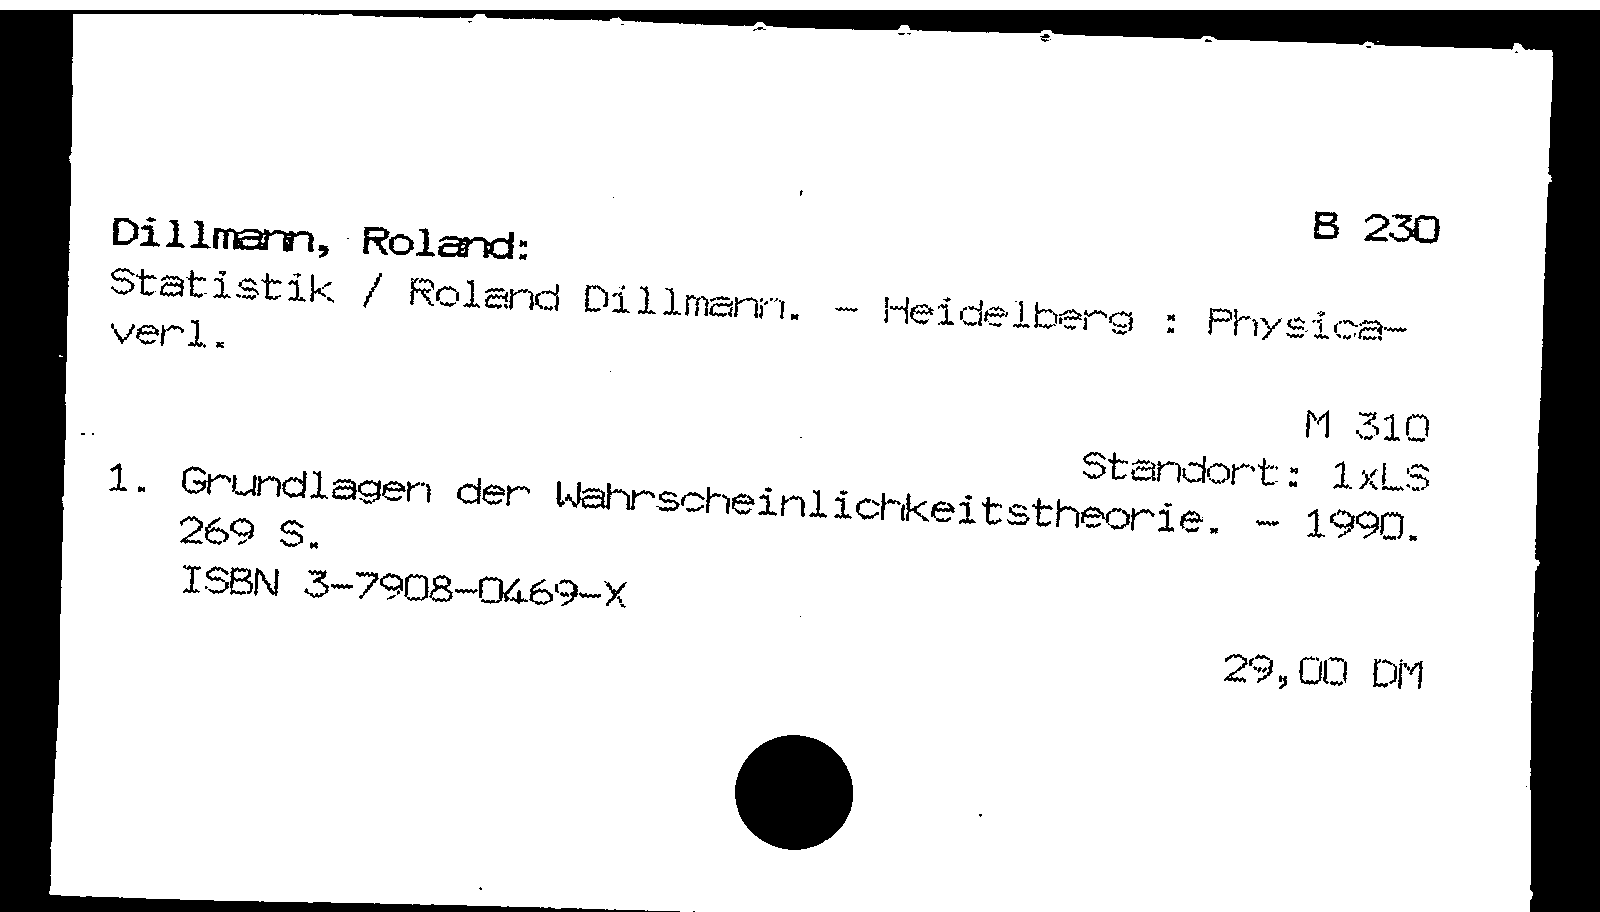 Dillmann, Roland: B 230
Statistik / Roland Dillmann. - Heidelberg : Physica-
verl.
M 310
Standort: 1xLS
1. Grundlagen der Wahrscheinlichkeitstheorie. - 1990.
269 S.
ISBN 3-7908-0469-X
29,00 DM